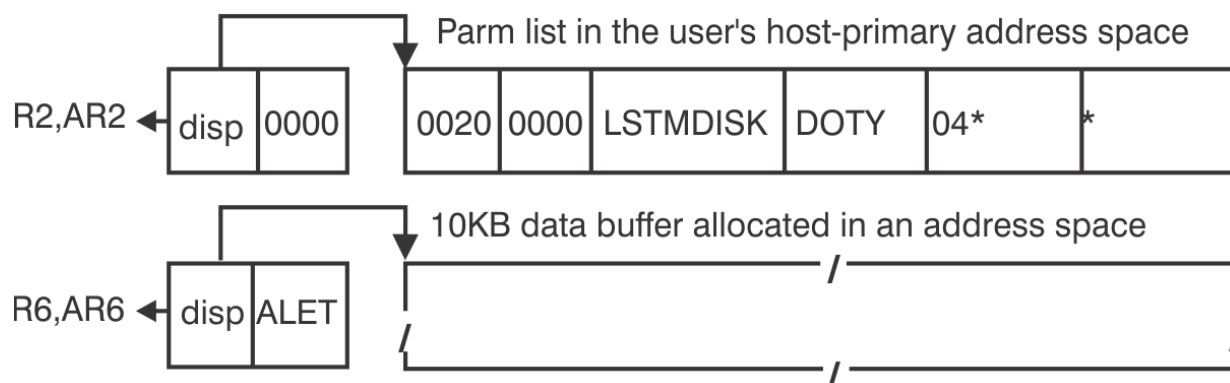 Parm list in the user's host-primary address space
R2,AR2 disp 0000 0020 0000 LSTMDISK DOTY 04* *
10KB data buffer allocated in an address space
R6,AR6 disp ALET